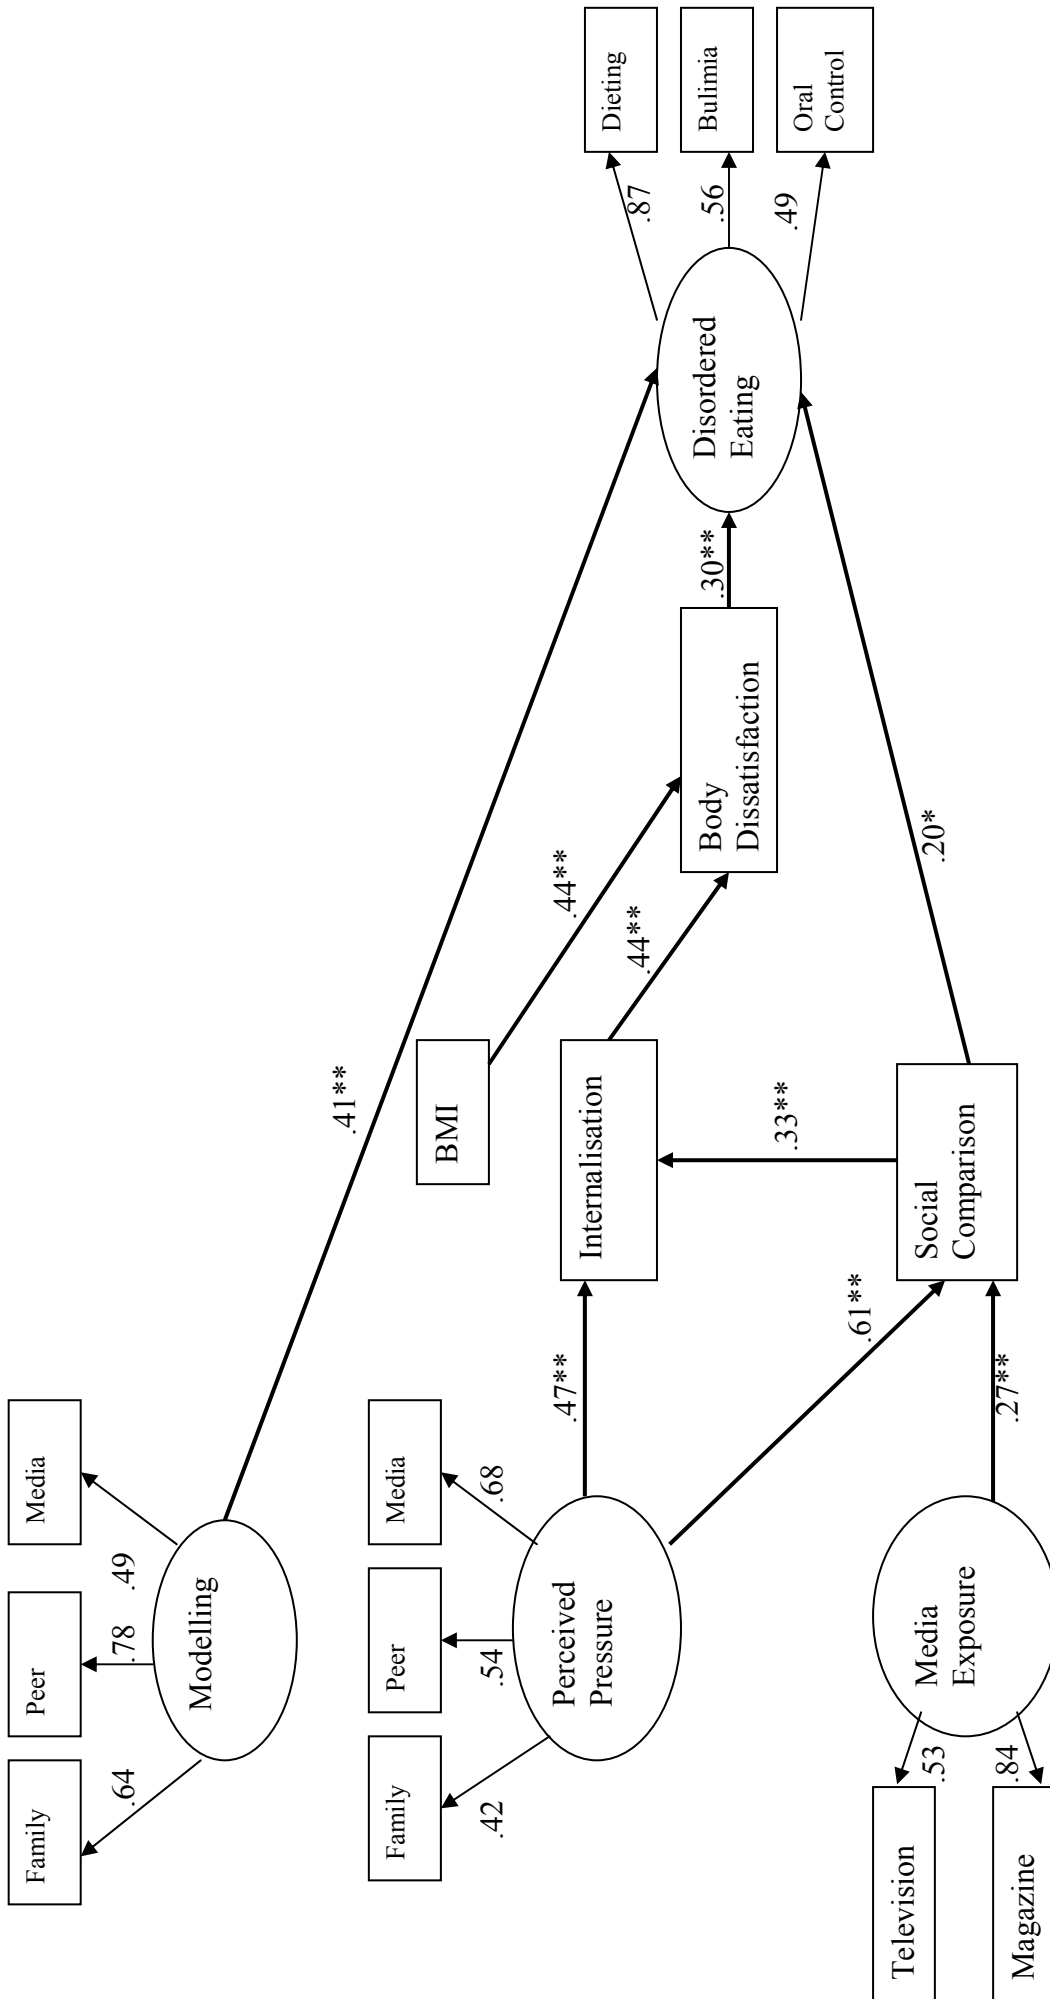 Family
Peer
Media
.64
.78
.49
Modelling
.41**
Family
Peer
Media
.42
.54
.68
Perceived
Pressure
.47**
.61**
BMI
.44**
Internalisation
.44**
.33**
Body
Dissatisfaction
.30**
Disordered
Eating
.87
.56
.49
Dieting
Bulimia
Oral
Control
Television
Magazine
.53
.84
Media
Exposure
.27**
Social
Comparison
.20*